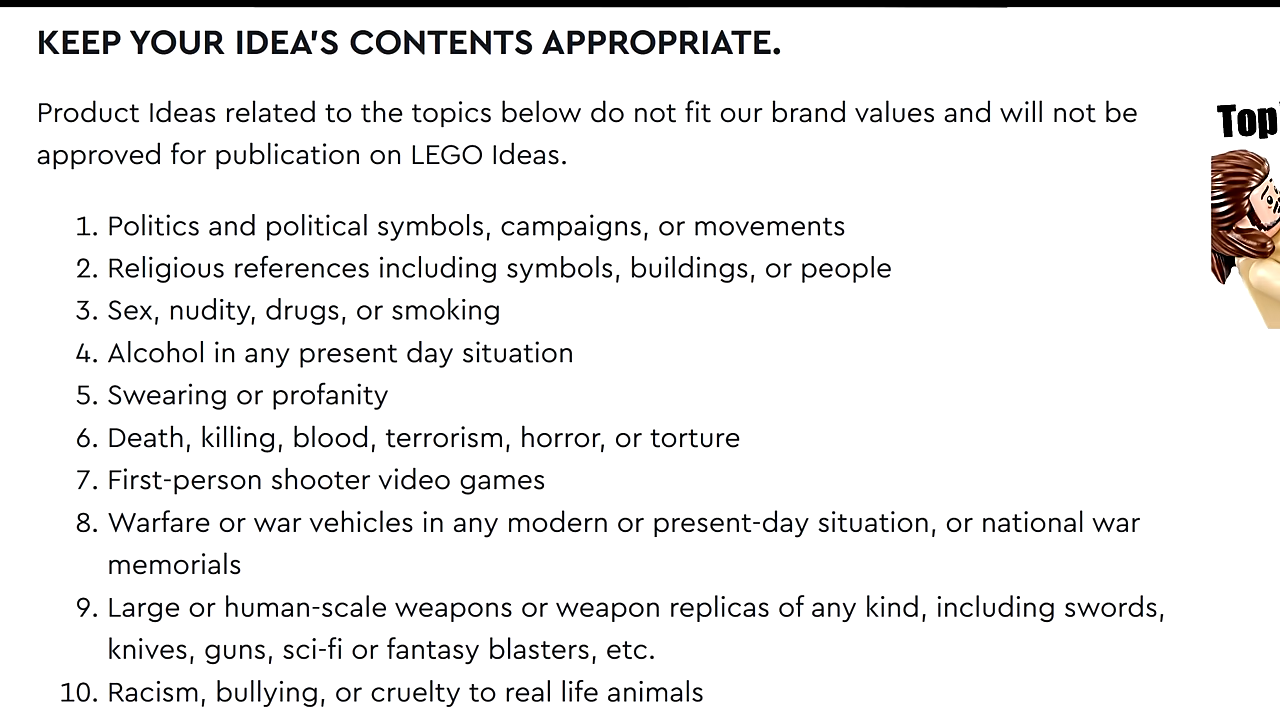 KEEP YOUR IDEA'S CONTENTS APPROPRIATE.
Product Ideas related to the topics below do not fit our brand values and will not be
approved for publication on LEGO Ideas.
1. Politics and political symbols, campaigns, or movements
2. Religious references including symbols, buildings, or people
3. Sex, nudity, drugs, or smoking
4. Alcohol in any present day situation
5. Swearing or profanity
6. Death, killing, blood, terrorism, horror, or torture
7. First-person shooter video games
8. Warfare or war vehicles in any modern or present-day situation, or national war
memorials
9. Large or human-scale weapons or weapon replicas of any kind, including swords,
knives, guns, sci-fi or fantasy blasters, etc.
10. Racism, bullying, or cruelty to real life animals
Top